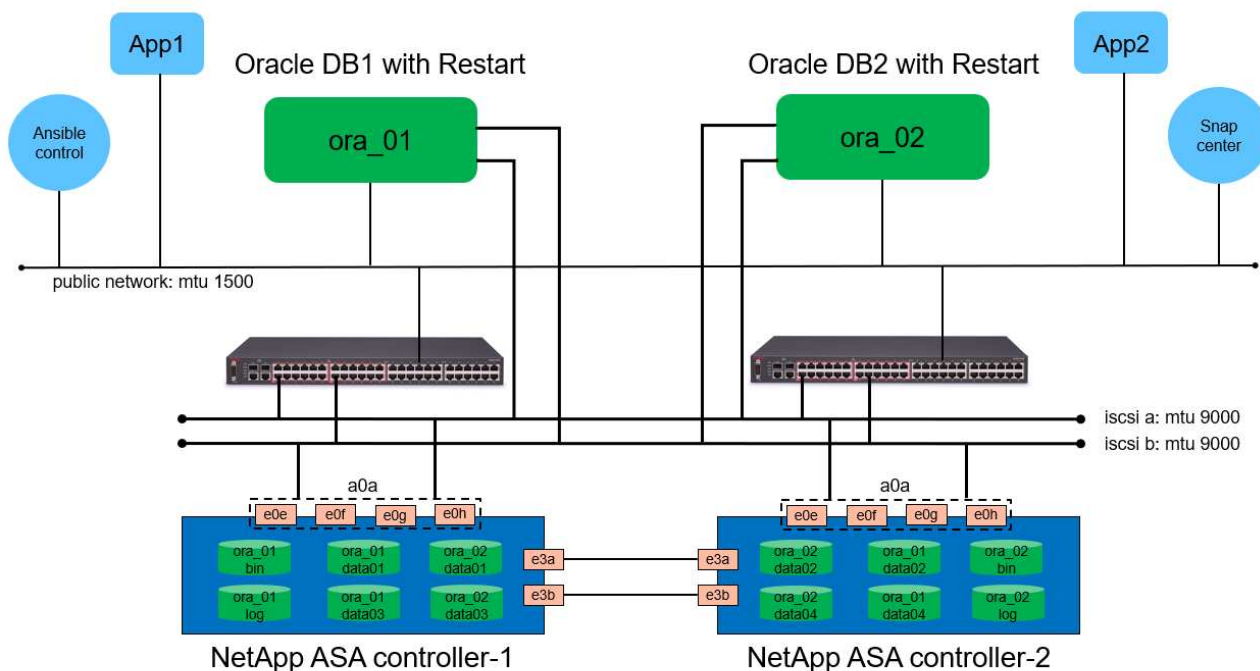 App1
App2
Oracle DB1 with Restart
Oracle DB2 with Restart
Ansible
control
ora_01
ora_02
Snap
center
public network: mtu 1500
iscsi a: mtu 9000
iscsi b: mtu 9000
a0a
a0a
e0e
e0f
e0g
e0h
e0e
e0f
e0g
e0h
ora_01
bin
ora_01
data01
ora_02
data01
e3a
e3a
ora_02
data02
ora_01
data02
ora_02
bin
ora_01
log
ora_01
data03
ora_02
data03
e3b
e3b
ora_02
data04
ora_01
data04
ora_02
log
NetApp ASA controller-1
NetApp ASA controller-2